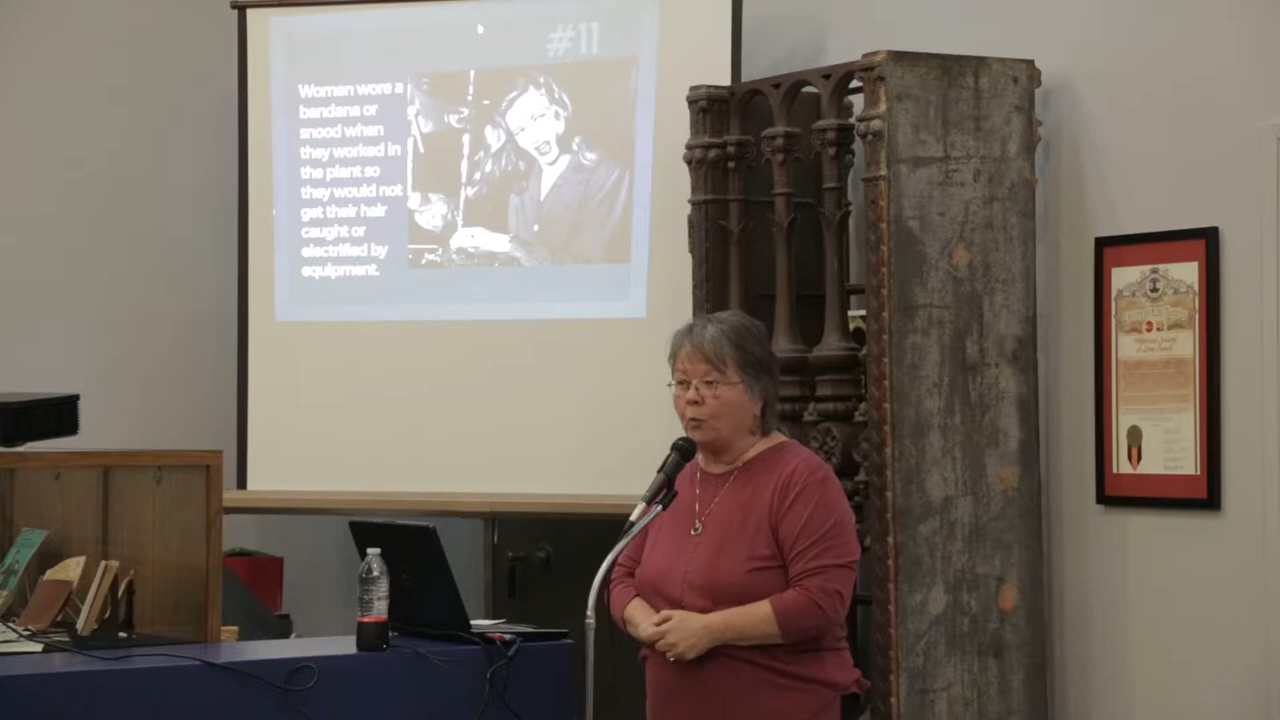 #11
Women wore a
bandana or
snood when
they worked in
the plant so
they would not
get their hair
caught or
electrified by
equipment.